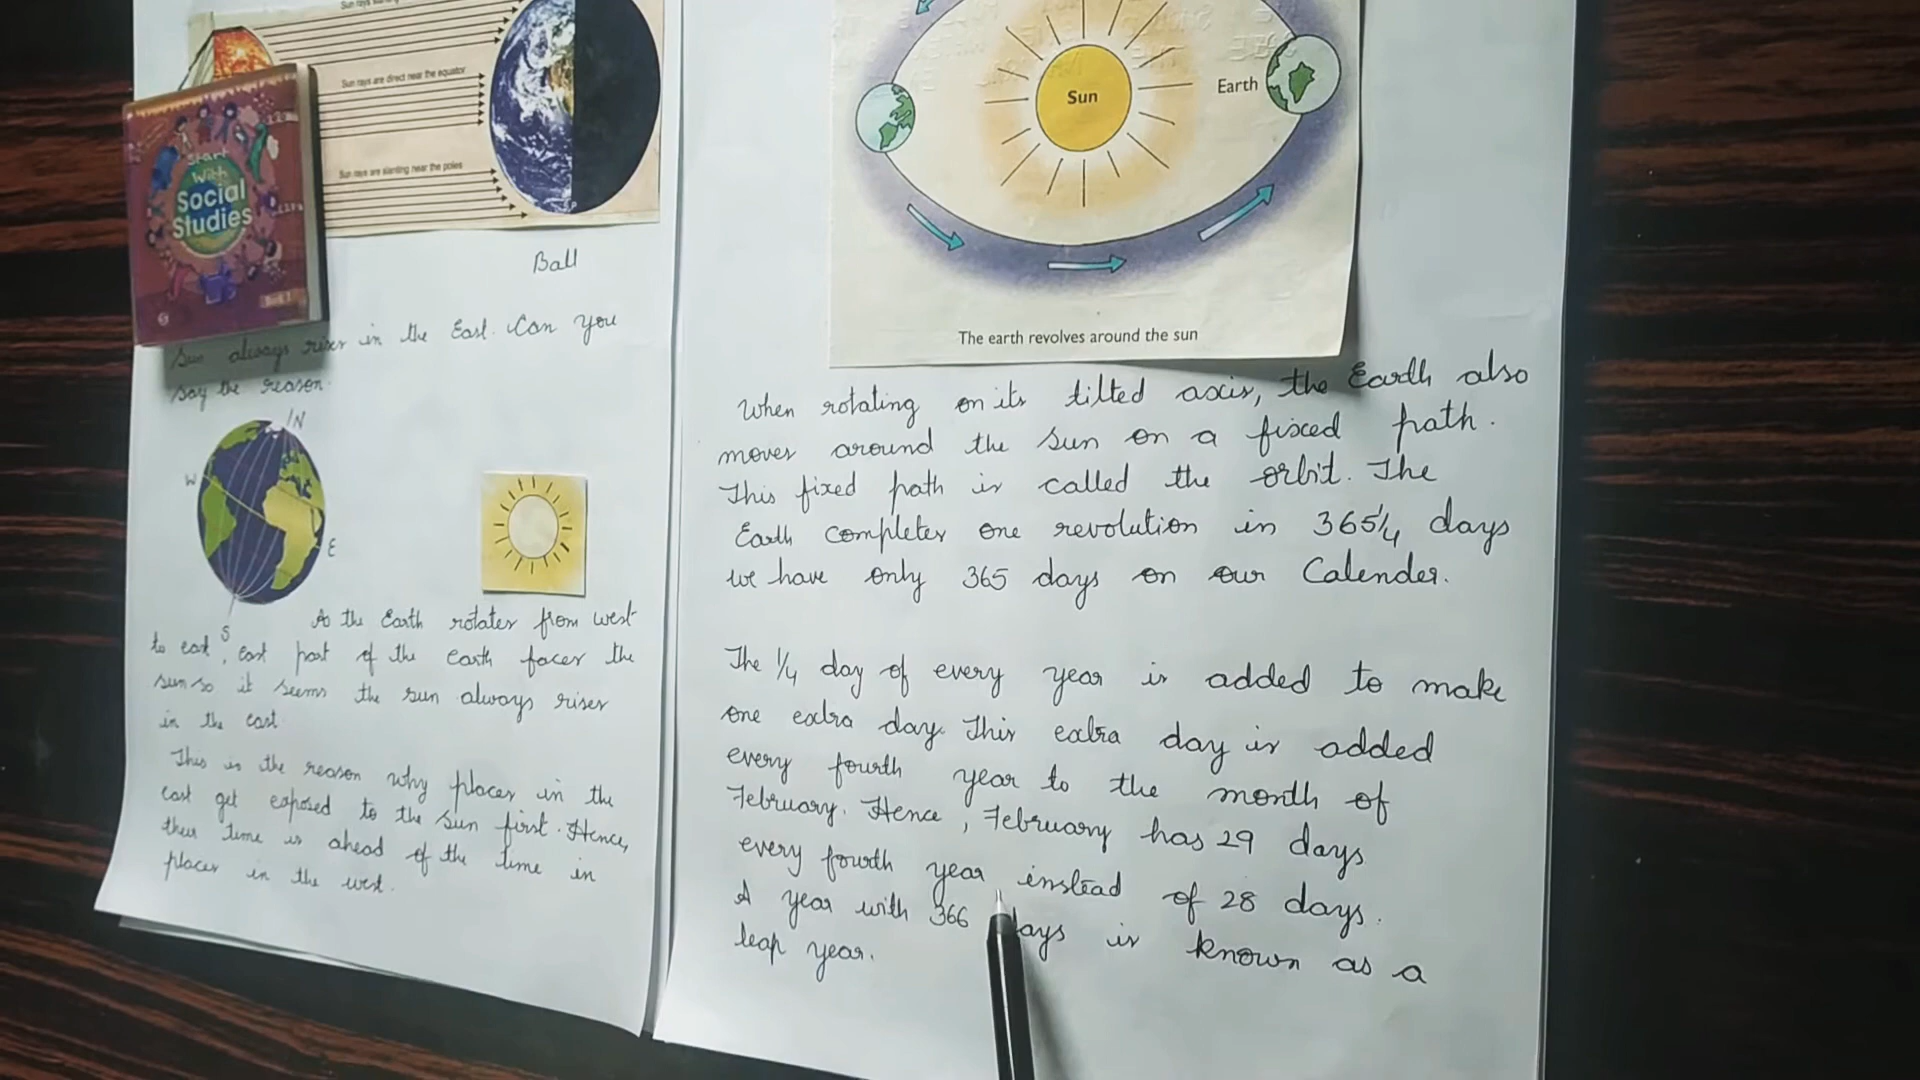 Sun rays
Sun rays are direct near the equator
Sun rays are slanting near the poles
Start
With
Social
Studies
Ball
Sun always rises in the East. Can you
say the reason.
N
W
E
S
As the Earth rotates from west
to east, east part of the earth faces the
sun so it seems the sun always rises
in the east
This is the reason why places in the
east get exposed to the sun first. Hence,
their time is ahead of the time in
places in the west.
Sun
Earth
The earth revolves around the sun
When rotating on its tilted axis, the Earth also
moves around the sun on a fixed path.
This fixed path is called the orbit. The
Earth completes one revolution in 365 1/4 days
we have only 365 days on our Calender.
The 1/4 day of every year is added to make
one extra day. This extra day is added
every fourth year to the month of
February. Hence, February has 29 days
every fourth year instead of 28 days.
A year with 366 days is known as a
leap year.